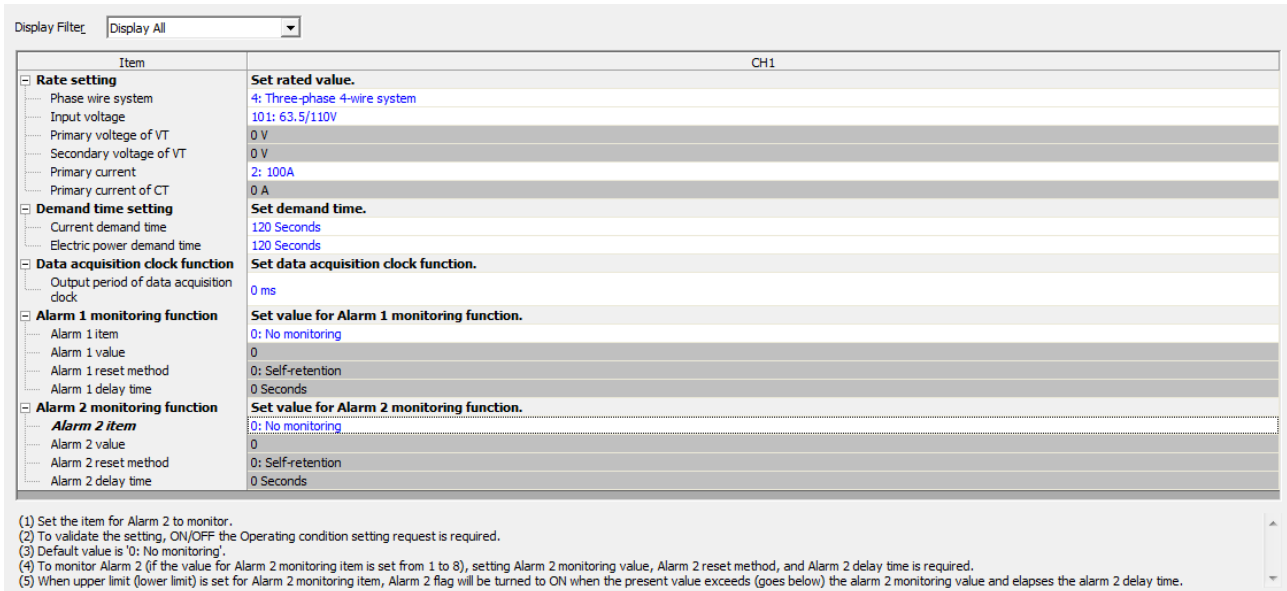 Display Filter Display All
Item CH1
Rate setting Set rated value.
Phase wire system 4: Three-phase 4-wire system
Input voltage 101: 63.5/110V
Primary voltege of VT 0 V
Secondary voltage of VT 0 V
Primary current 2: 100A
Primary current of CT 0 A
Demand time setting Set demand time.
Current demand time 120 Seconds
Electric power demand time 120 Seconds
Data acquisition clock function Set data acquisition clock function.
Output period of data acquisition
clock 0 ms
Alarm 1 monitoring function Set value for Alarm 1 monitoring function.
Alarm 1 item 0: No monitoring
Alarm 1 value 0
Alarm 1 reset method 0: Self-retention
Alarm 1 delay time 0 Seconds
Alarm 2 monitoring function Set value for Alarm 2 monitoring function.
Alarm 2 item 0: No monitoring
Alarm 2 value 0
Alarm 2 reset method 0: Self-retention
Alarm 2 delay time 0 Seconds
(1) Set the item for Alarm 2 to monitor.
(2) To validate the setting, ON/OFF the Operating condition setting request is required.
(3) Default value is '0: No monitoring'.
(4) To monitor Alarm 2 (if the value for Alarm 2 monitoring item is set from 1 to 8), setting Alarm 2 monitoring value, Alarm 2 reset method, and Alarm 2 delay time is required.
(5) When upper limit (lower limit) is set for Alarm 2 monitoring item, Alarm 2 flag will be turned to ON when the present value exceeds (goes below) the alarm 2 monitoring value and elapses the alarm 2 delay time.